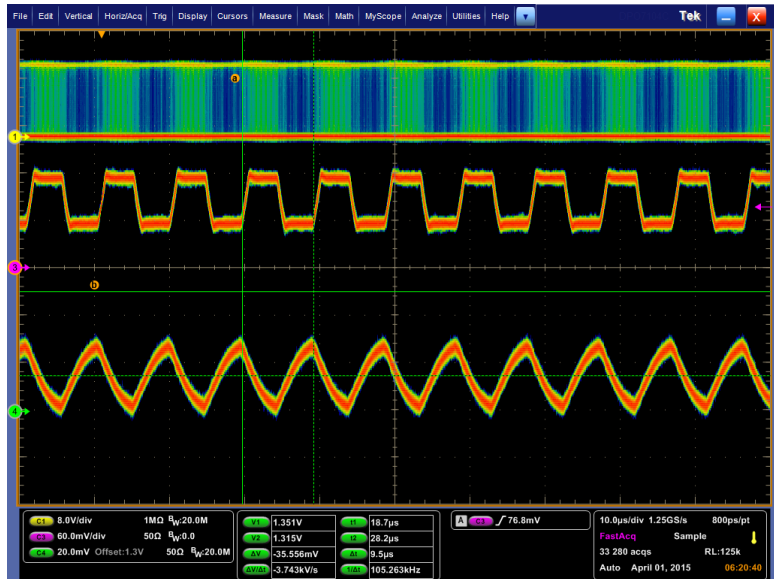 File Edit Vertical Horiz/Acq Trig Display Cursors Measure Mask Math MyScope Analyze Utilities Help Tek X
a
1
3
b
4
C1 8.0V/div 1MΩ BW:20.0M
C3 60.0mV/div 50Ω BW:0.0
C4 20.0mV Offset:1.3V 50Ω BW:20.0M
V1 1.351V t1 18.7µs
V2 1.315V t2 28.2µs
ΔV -35.556mV Δt 9.5µs
ΔV/Δt -3.743kV/s 1/Δt 105.263kHz
A C3 76.8mV
10.0µs/div 1.25GS/s 800ps/pt
FastAcq Sample
33 280 acqs RL:125k
Auto April 01, 2015 06:20:40